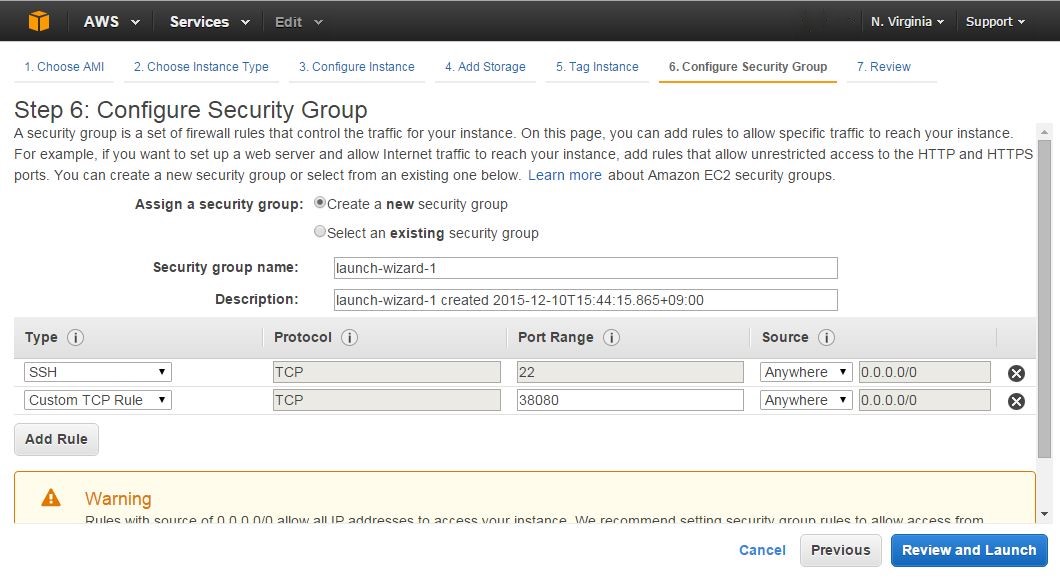 AWS Services Edit N. Virginia Support
1. Choose AMI 2. Choose Instance Type 3. Configure Instance 4. Add Storage 5. Tag Instance 6. Configure Security Group 7. Review
Step 6: Configure Security Group
A security group is a set of firewall rules that control the traffic for your instance. On this page, you can add rules to allow specific traffic to reach your instance.
For example, if you want to set up a web server and allow Internet traffic to reach your instance, add rules that allow unrestricted access to the HTTP and HTTPS
ports. You can create a new security group or select from an existing one below. Learn more about Amazon EC2 security groups.
Assign a security group: Create a new security group
Select an existing security group
Security group name: launch-wizard-1
Description: launch-wizard-1 created 2015-12-10T15:44:15.865+09:00
Type i Protocol i Port Range i Source i
SSH TCP 22 Anywhere 0.0.0.0/0
Custom TCP Rule TCP 38080 Anywhere 0.0.0.0/0
Add Rule
Warning
Rules with source of 0.0.0.0/0 allow all IP addresses to access your instance. We recommend setting security group rules to allow access from
Cancel Previous Review and Launch